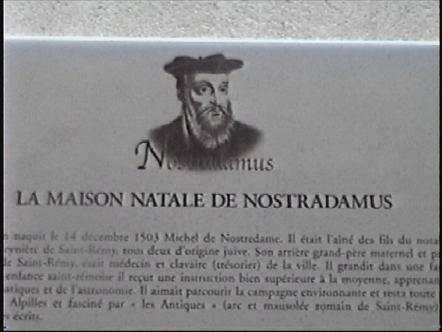 Nostradamus
LA MAISON NATALE DE NOSTRADAMUS
n naquit le 14 décembre 1503 Michel de Nostredame. Il était l'aîné des fils du nota
eynière de Saint-Rémy, tous deux d'origine juive. Son arrière grand-père maternel et p
de Saint-Rémy, était médecin et clavaire (trésorier) de la ville. Il grandit dans une fa
enfance saint-rémoise il reçut une instruction bien supérieure à la moyenne, apprenan
atiques et de l'astronomie. Il aimait parcourir la campagne environnante et resta toute
Alpilles et fasciné par « les Antiques » (arc et mausolée romain de Saint-Rémy)
es écrits.